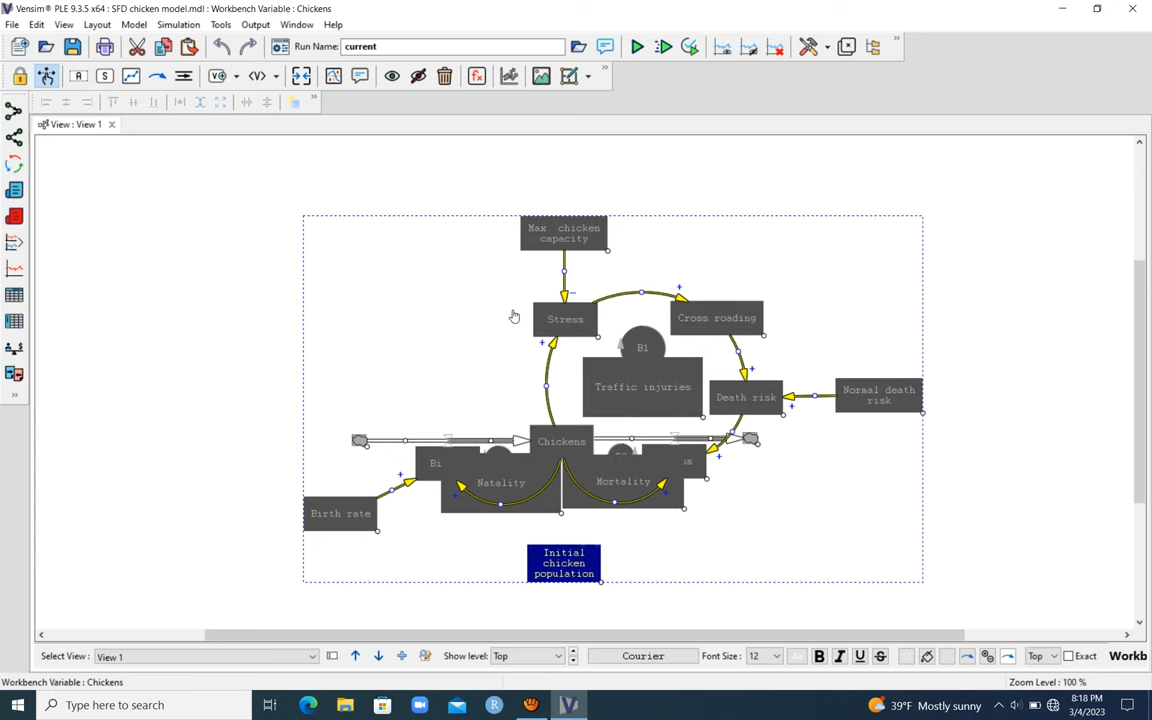 Vensim® PLE 9.3.5 x64 : SFD chicken model.mdl : Workbench Variable : Chickens
File Edit View Layout Model Simulation Tools Output Window Help
Run Name: current
View : View 1
Max chicken
capacity
Stress
Cross roading
B1
Traffic injuries
Death risk
Normal death
risk
Chickens
Bi
Natality
Mortality
Birth rate
Initial
chicken
population
Select View : View 1 Show level: Top Courier Font Size : 12 B I U S Top Exact Workb
Workbench Variable : Chickens
Zoom Level : 100 %
Type here to search
39°F Mostly sunny
8:18 PM
3/4/2023